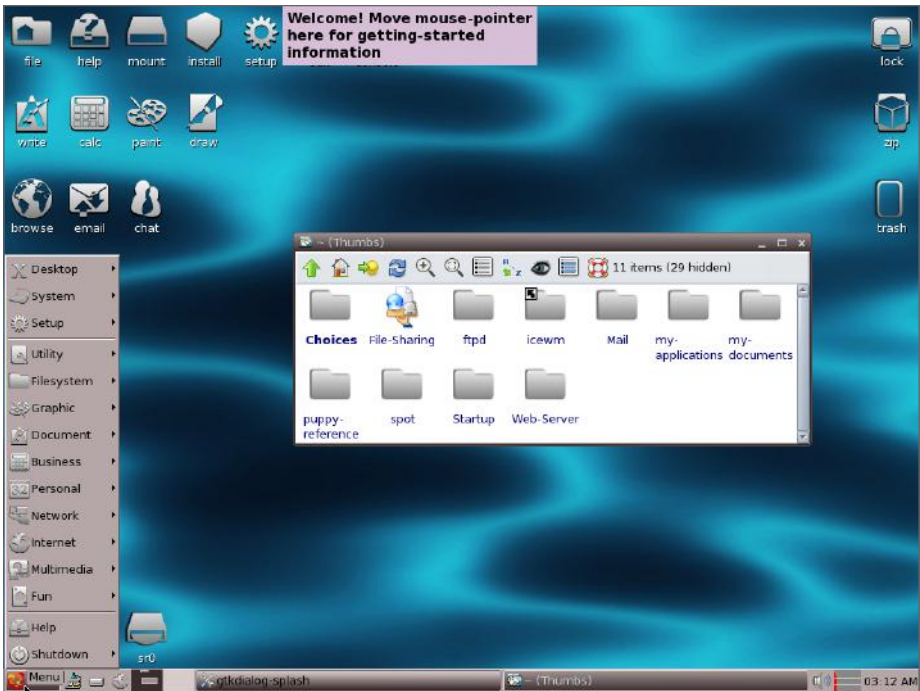 Welcome! Move mouse-pointer
here for getting-started
information
file
help
mount
install
setup
lock
write
calc
paint
draw
zip
browse
email
chat
trash
~ (Thumbs)
11 items (29 hidden)
Choices
File-Sharing
ftpd
icewm
Mail
my-
applications
my-
documents
puppy-
reference
spot
Startup
Web-Server
Desktop
System
Setup
Utility
Filesystem
Graphic
Document
Business
Personal
Network
Internet
Multimedia
Fun
Help
Shutdown
sr0
Menu
gtkdialog-splash
~ (Thumbs)
03:12 AM